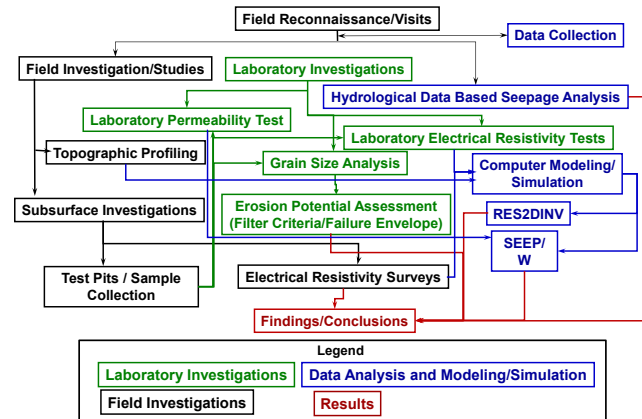 Field Reconnaissance/Visits
Data Collection
Field Investigation/Studies
Laboratory Investigations
Hydrological Data Based Seepage Analysis
Laboratory Permeability Test
Laboratory Electrical Resistivity Tests
Topographic Profiling
Grain Size Analysis
Computer Modeling/
Simulation
Subsurface Investigations
Erosion Potential Assessment
(Filter Criteria/Failure Envelope)
RES2DINV
SEEP/
W
Test Pits / Sample
Collection
Electrical Resistivity Surveys
Findings/Conclusions
Legend
Laboratory Investigations
Data Analysis and Modeling/Simulation
Field Investigations
Results